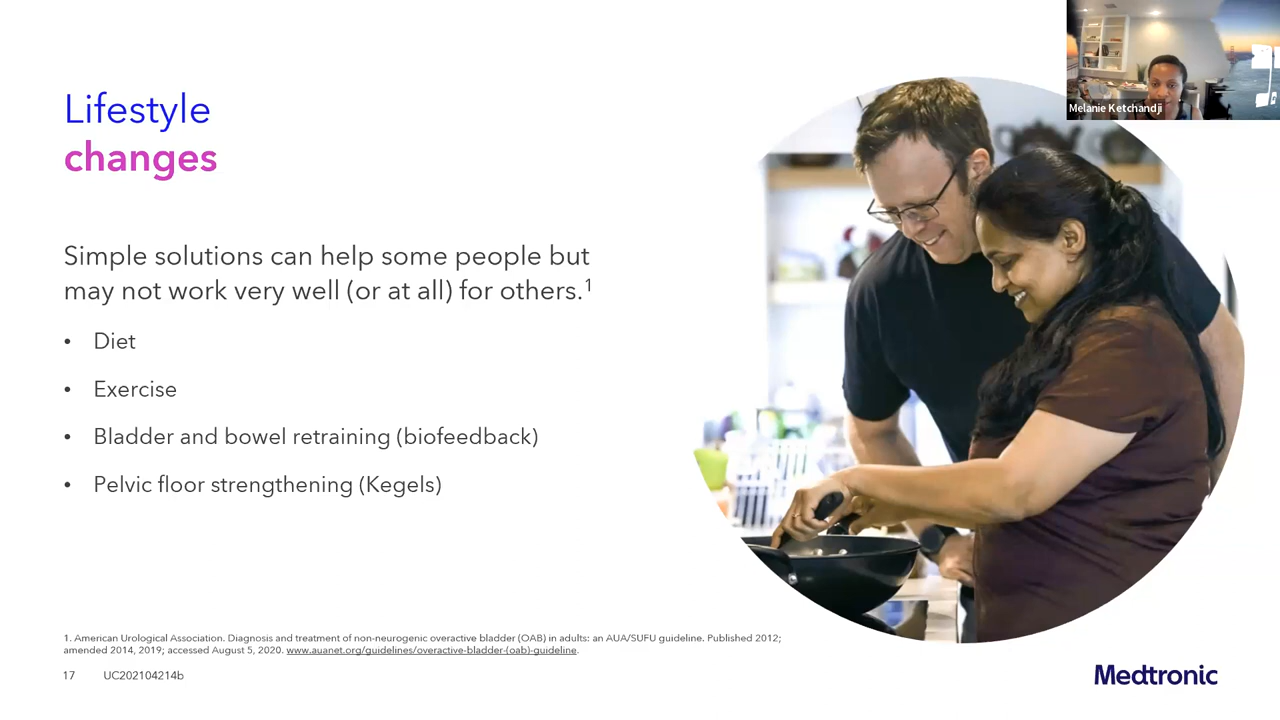 Melanie Ketchandji
Lifestyle
changes
Simple solutions can help some people but
may not work very well (or at all) for others.1
• Diet
• Exercise
• Bladder and bowel retraining (biofeedback)
• Pelvic floor strengthening (Kegels)
1. American Urological Association. Diagnosis and treatment of non-neurogenic overactive bladder (OAB) in adults: an AUA/SUFU guideline. Published 2012;
amended 2014, 2019; accessed August 5, 2020. www.auanet.org/guidelines/overactive-bladder-(oab)-guideline.
17 UC202104214b
Medtronic